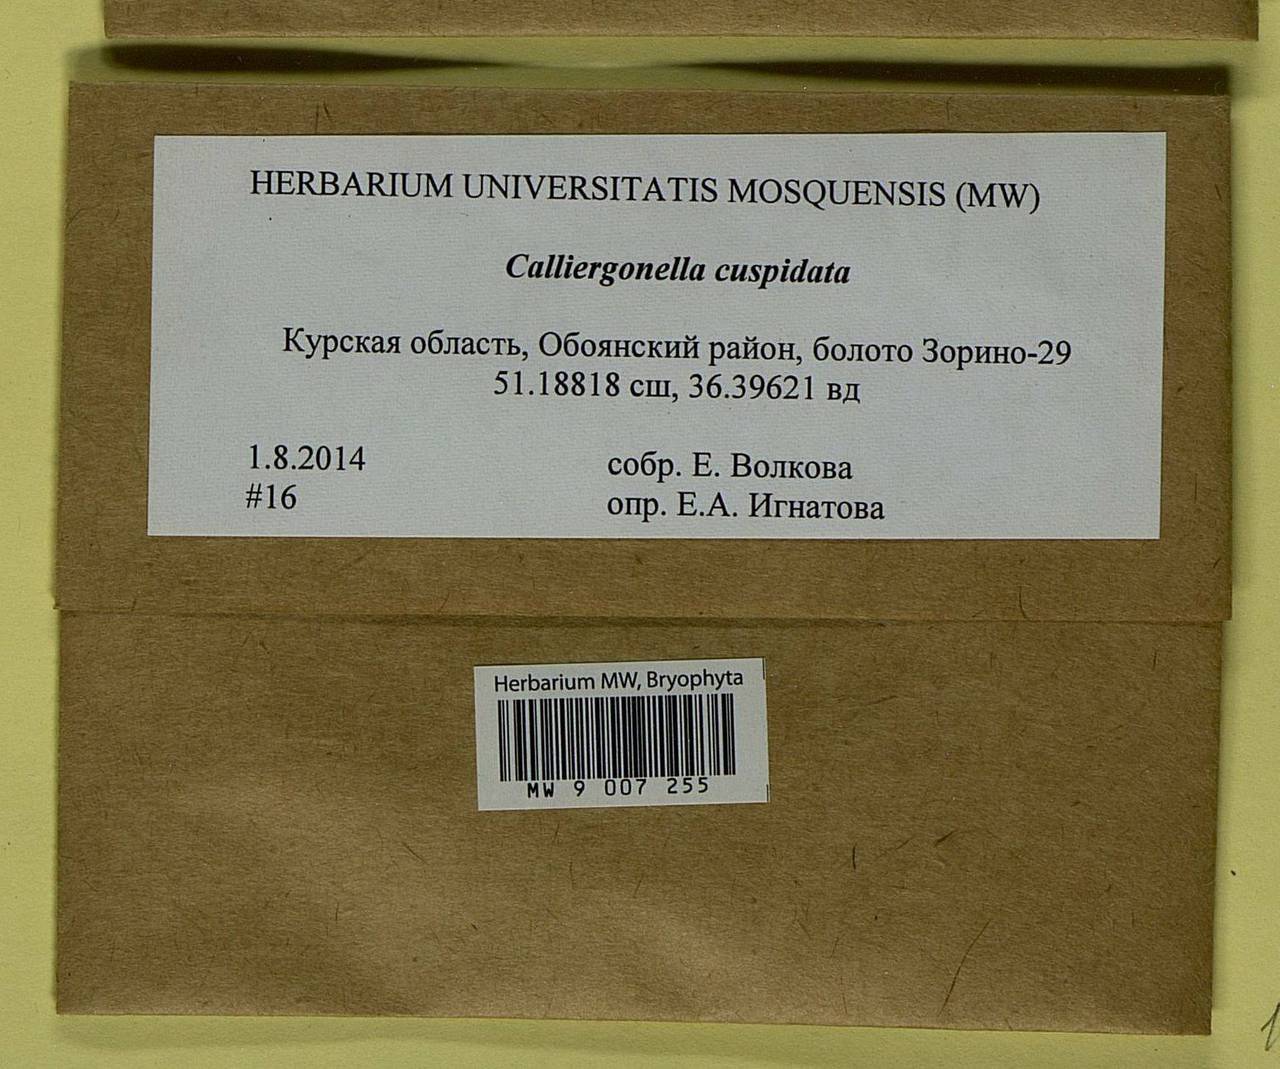 HERBARIUM UNIVERSITATIS MOSQUENSIS (MW)
Calliergonella cuspidata
Курская область, Обоянский район, болото Зорино-29
51.18818 сш, 36.39621 вд
1.8.2014 собр. Е. Волкова
#16 опр. Е.А. Игнатова
Herbarium MW, Bryophyta
MW 9 007 255